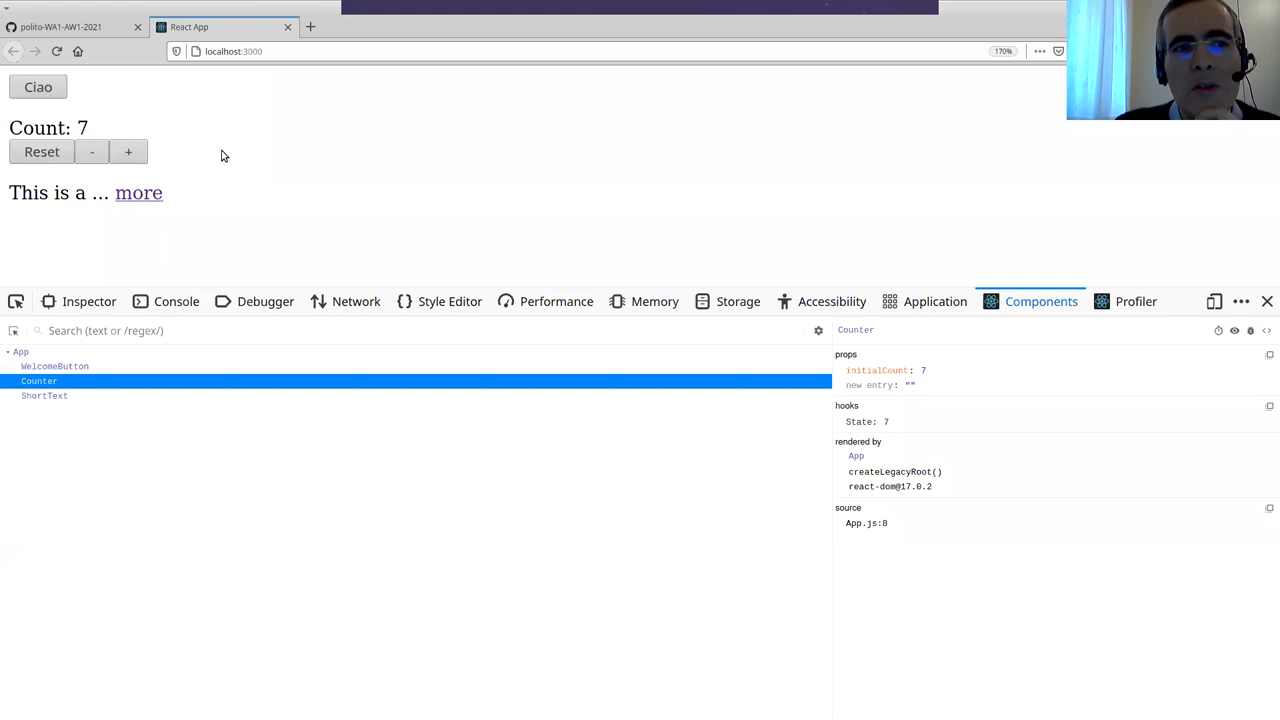 polito-WA1-AW1-2021
React App
localhost:3000
170%
Ciao
Count: 7
Reset - +
This is a ... more
Inspector Console Debugger Network Style Editor Performance Memory Storage Accessibility Application Components Profiler
Search (text or /regex/)
App
WelcomeButton
Counter
ShortText
Counter
props
initialCount: 7
new entry: ""
hooks
State: 7
rendered by
App
createLegacyRoot()
react-dom@17.0.2
source
App.js:8